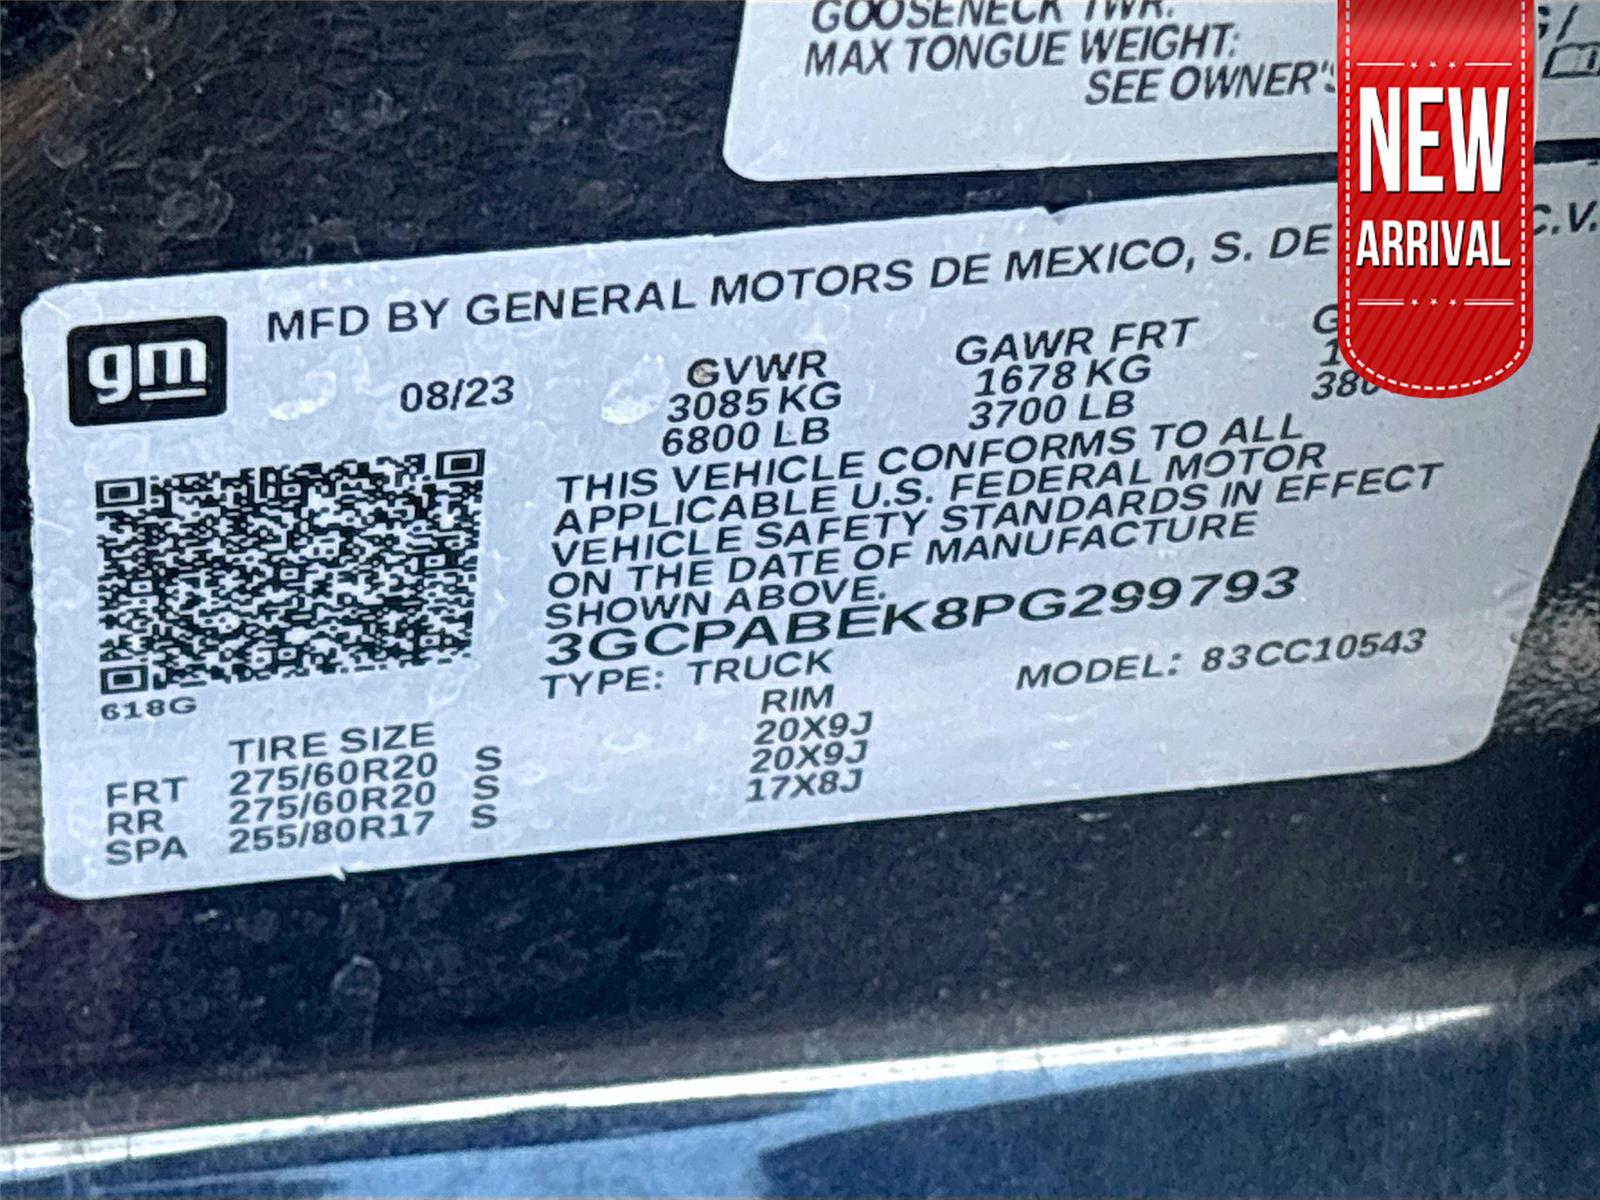 GOOSENECK TWR:
MAX TONGUE WEIGHT:
SEE OWNER'S
NEW
ARRIVAL
gm
MFD BY GENERAL MOTORS DE MEXICO, S. DE C.V.
08/23
GVWR GAWR FRT G
3085 KG 1678 KG 1
6800 LB 3700 LB 380
THIS VEHICLE CONFORMS TO ALL
APPLICABLE U.S. FEDERAL MOTOR
VEHICLE SAFETY STANDARDS IN EFFECT
ON THE DATE OF MANUFACTURE
SHOWN ABOVE.
3GCPABEK8PG299793
TYPE: TRUCK MODEL: 83CC10543
618G
TIRE SIZE RIM
FRT 275/60R20 S 20X9J
RR 275/60R20 S 20X9J
SPA 255/80R17 S 17X8J